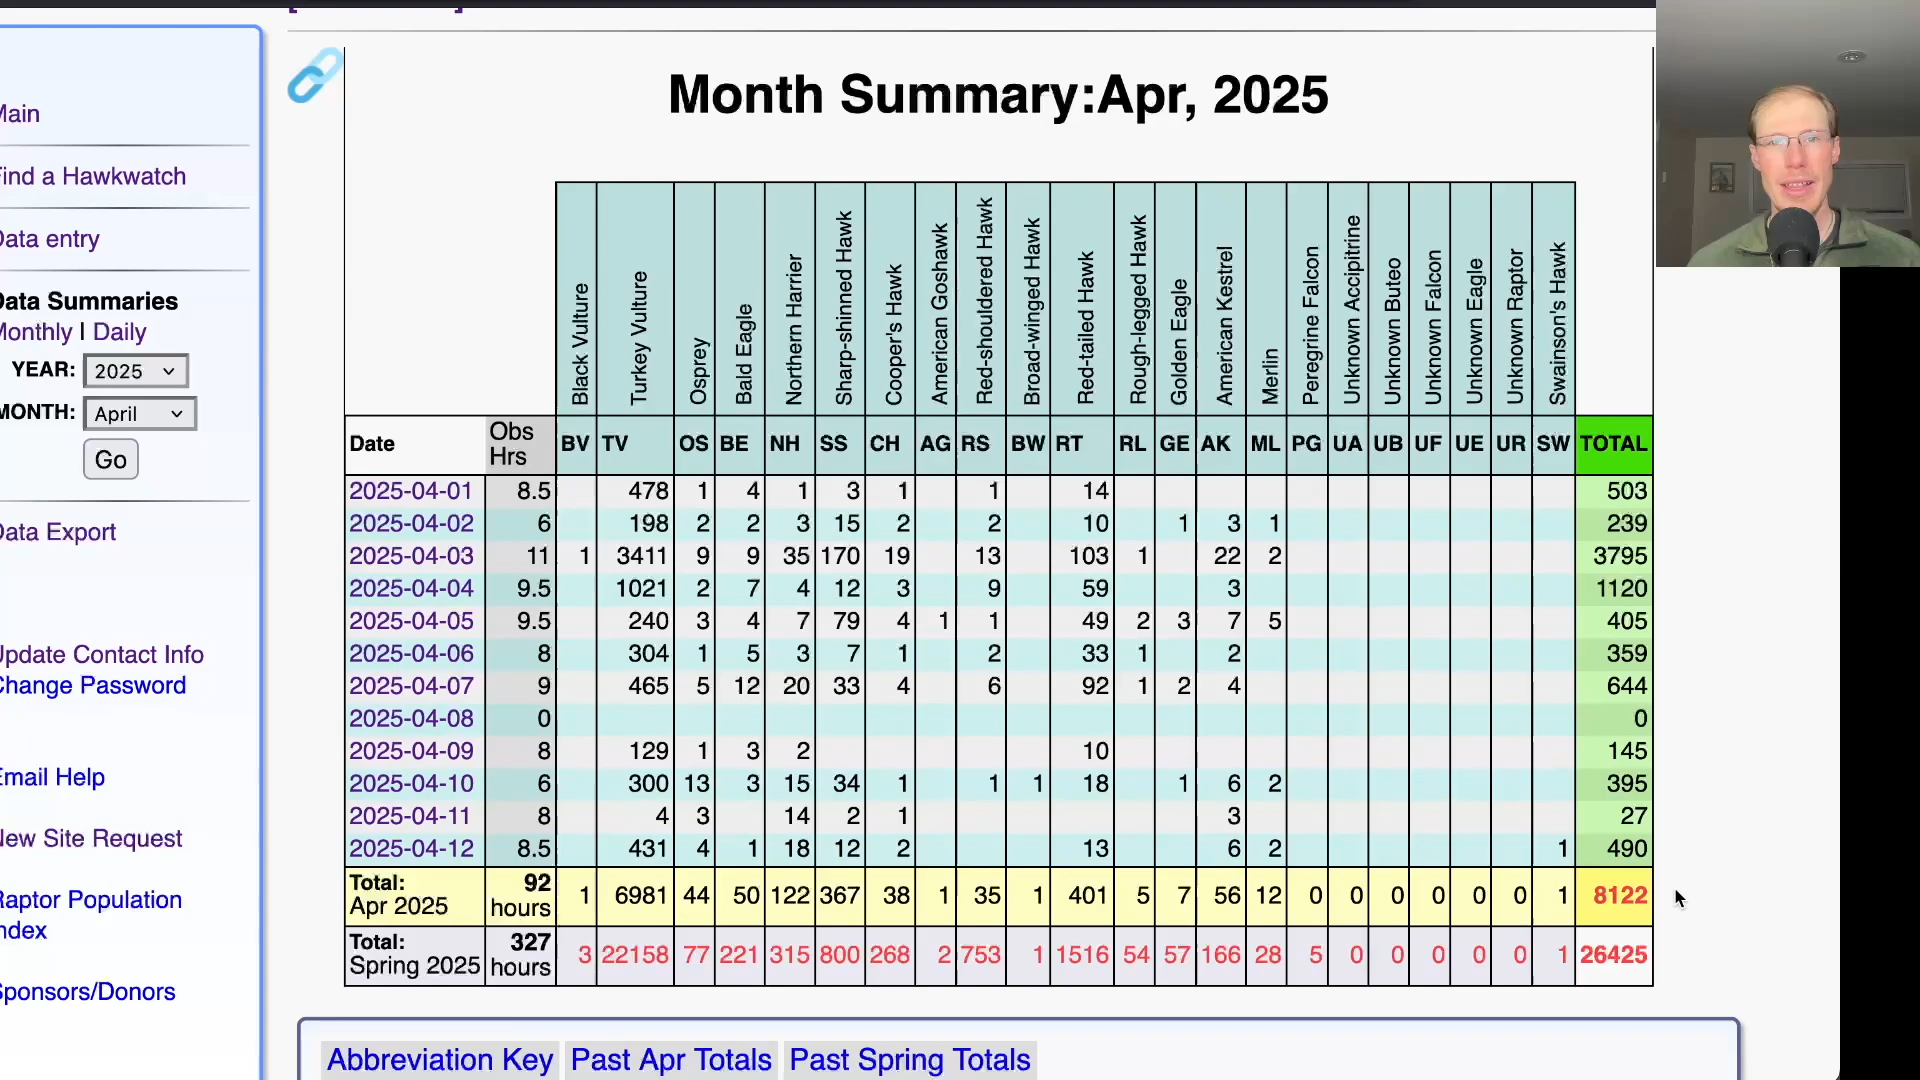 Main
Find a Hawkwatch
Data entry
Data Summaries
Monthly | Daily
YEAR: 2025
MONTH: April
Go
Data Export
Update Contact Info
Change Password
Email Help
New Site Request
Raptor Population
Index
Sponsors/Donors
Month Summary:Apr, 2025
Black Vulture Turkey Vulture Osprey Bald Eagle Northern Harrier Sharp-shinned Hawk Cooper's Hawk American Goshawk Red-shouldered Hawk Broad-winged Hawk Red-tailed Hawk Rough-legged Hawk Golden Eagle American Kestrel Merlin Peregrine Falcon Unknown Accipitrine Unknown Buteo Unknown Falcon Unknown Eagle Unknown Raptor Swainson's Hawk
Date Obs Hrs BV TV OS BE NH SS CH AG RS BW RT RL GE AK ML PG UA UB UF UE UR SW TOTAL
2025-04-01 8.5 478 1 4 1 3 1 1 14 503
2025-04-02 6 198 2 2 3 15 2 2 10 1 3 1 239
2025-04-03 11 1 3411 9 9 35 170 19 13 103 1 22 2 3795
2025-04-04 9.5 1021 2 7 4 12 3 9 59 3 1120
2025-04-05 9.5 240 3 4 7 79 4 1 1 49 2 3 7 5 405
2025-04-06 8 304 1 5 3 7 1 2 33 1 2 359
2025-04-07 9 465 5 12 20 33 4 6 92 1 2 4 644
2025-04-08 0 0
2025-04-09 8 129 1 3 2 10 145
2025-04-10 6 300 13 3 15 34 1 1 1 18 1 6 2 395
2025-04-11 8 4 3 14 2 1 3 27
2025-04-12 8.5 431 4 1 18 12 2 13 6 2 1 490
Total: Apr 2025 92 hours 1 6981 44 50 122 367 38 1 35 1 401 5 7 56 12 0 0 0 0 0 0 1 8122
Total: Spring 2025 327 hours 3 22158 77 221 315 800 268 2 753 1 1516 54 57 166 28 5 0 0 0 0 0 1 26425
Abbreviation Key Past Apr Totals Past Spring Totals